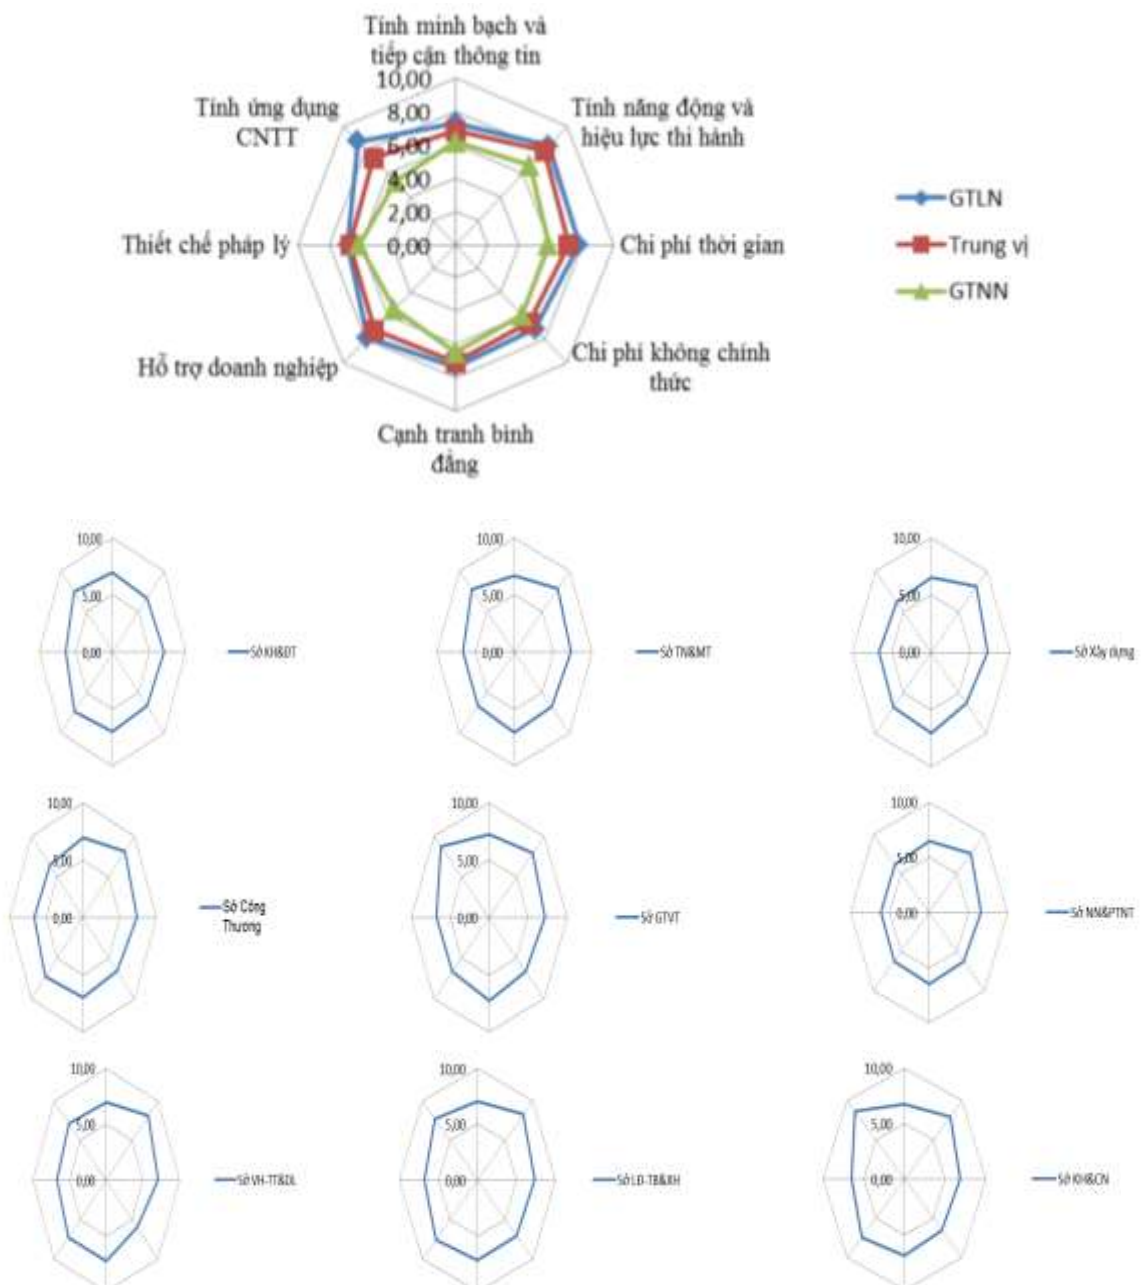 Tính minh bạch và
tiếp cận thông tin
10,00
8,00
6,00
4,00
2,00
0,00
Tính ứng dụng
CNTT
Tính năng động và
hiệu lực thi hành
Thiết chế pháp lý
Chi phí thời gian
Hỗ trợ doanh nghiệp
Chi phí không chính
thức
Cạnh tranh bình
đẳng
GTLN
Trung vị
GTNN
10,00
5,00
0,00
Sở KH&ĐT
10,00
5,00
0,00
Sở TN&MT
10,00
5,00
0,00
Sở Xây dựng
10,00
5,00
0,00
Sở Công
Thương
10,00
5,00
0,00
Sở GTVT
10,00
5,00
0,00
Sở NN&PTNT
10,00
5,00
0,00
Sở VH-TT&DL
10,00
5,00
0,00
Sở LĐ-TB&XH
10,00
5,00
0,00
Sở KH&CN